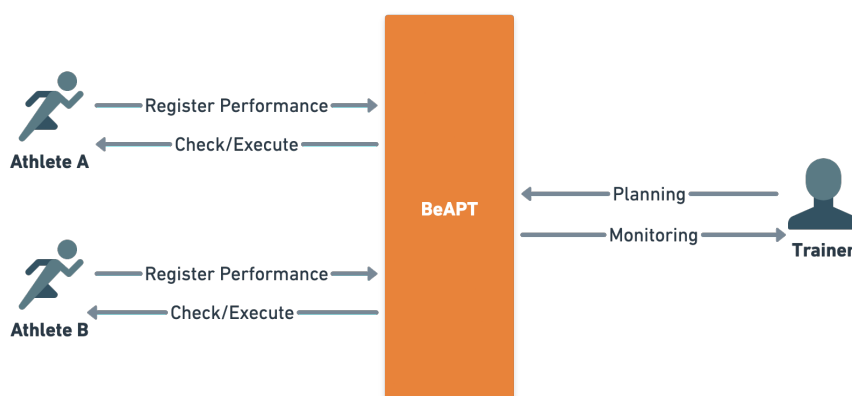 Register Performance
Check/Execute
Athlete A
Register Performance
Check/Execute
Athlete B
BeAPT
Planning
Monitoring
Trainer